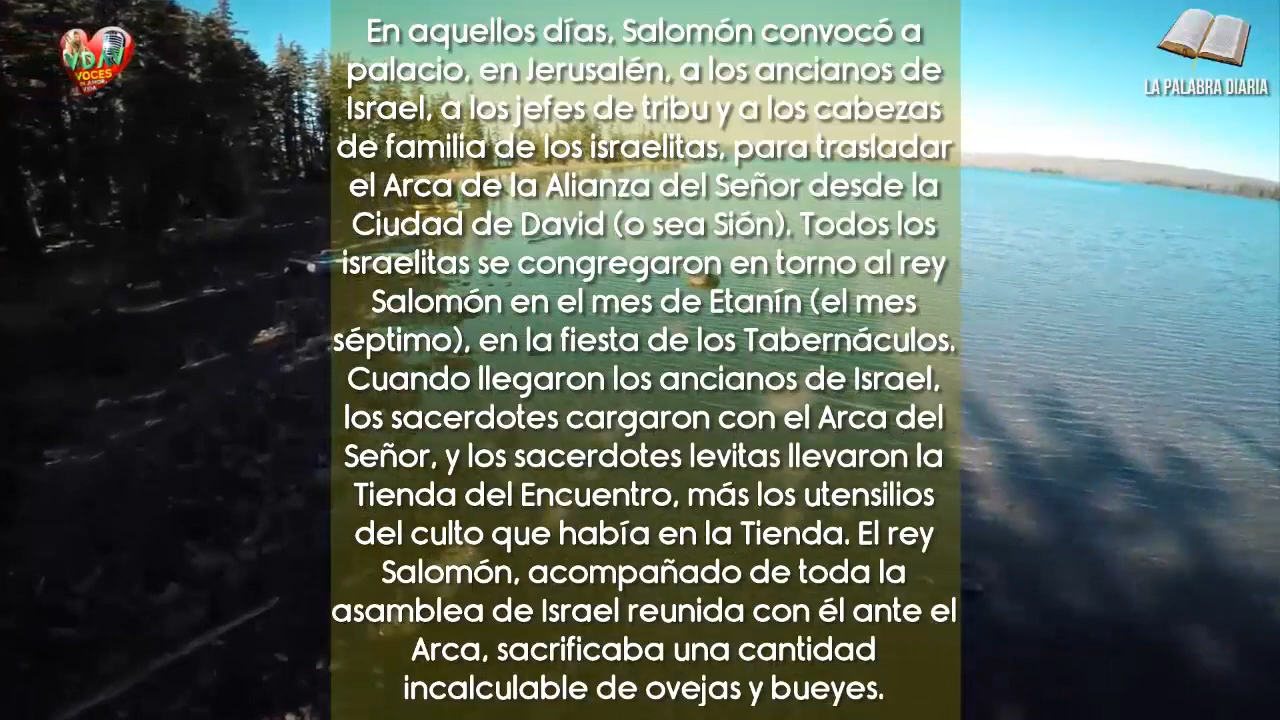 En aquellos días, Salomón convocó a
palacio, en Jerusalén, a los ancianos de
Israel, a los jefes de tribu y a los cabezas
de familia de los israelitas, para trasladar
el Arca de la Alianza del Señor desde la
Ciudad de David (o sea Sión). Todos los
israelitas se congregaron en torno al rey
Salomón en el mes de Etanín (el mes
séptimo), en la fiesta de los Tabernáculos.
Cuando llegaron los ancianos de Israel,
los sacerdotes cargaron con el Arca del
Señor, y los sacerdotes levitas llevaron la
Tienda del Encuentro, más los utensilios
del culto que había en la Tienda. El rey
Salomón, acompañado de toda la
asamblea de Israel reunida con él ante el
Arca, sacrificaba una cantidad
incalculable de ovejas y bueyes.
VOCES
VIDA
LA PALABRA DIARIA